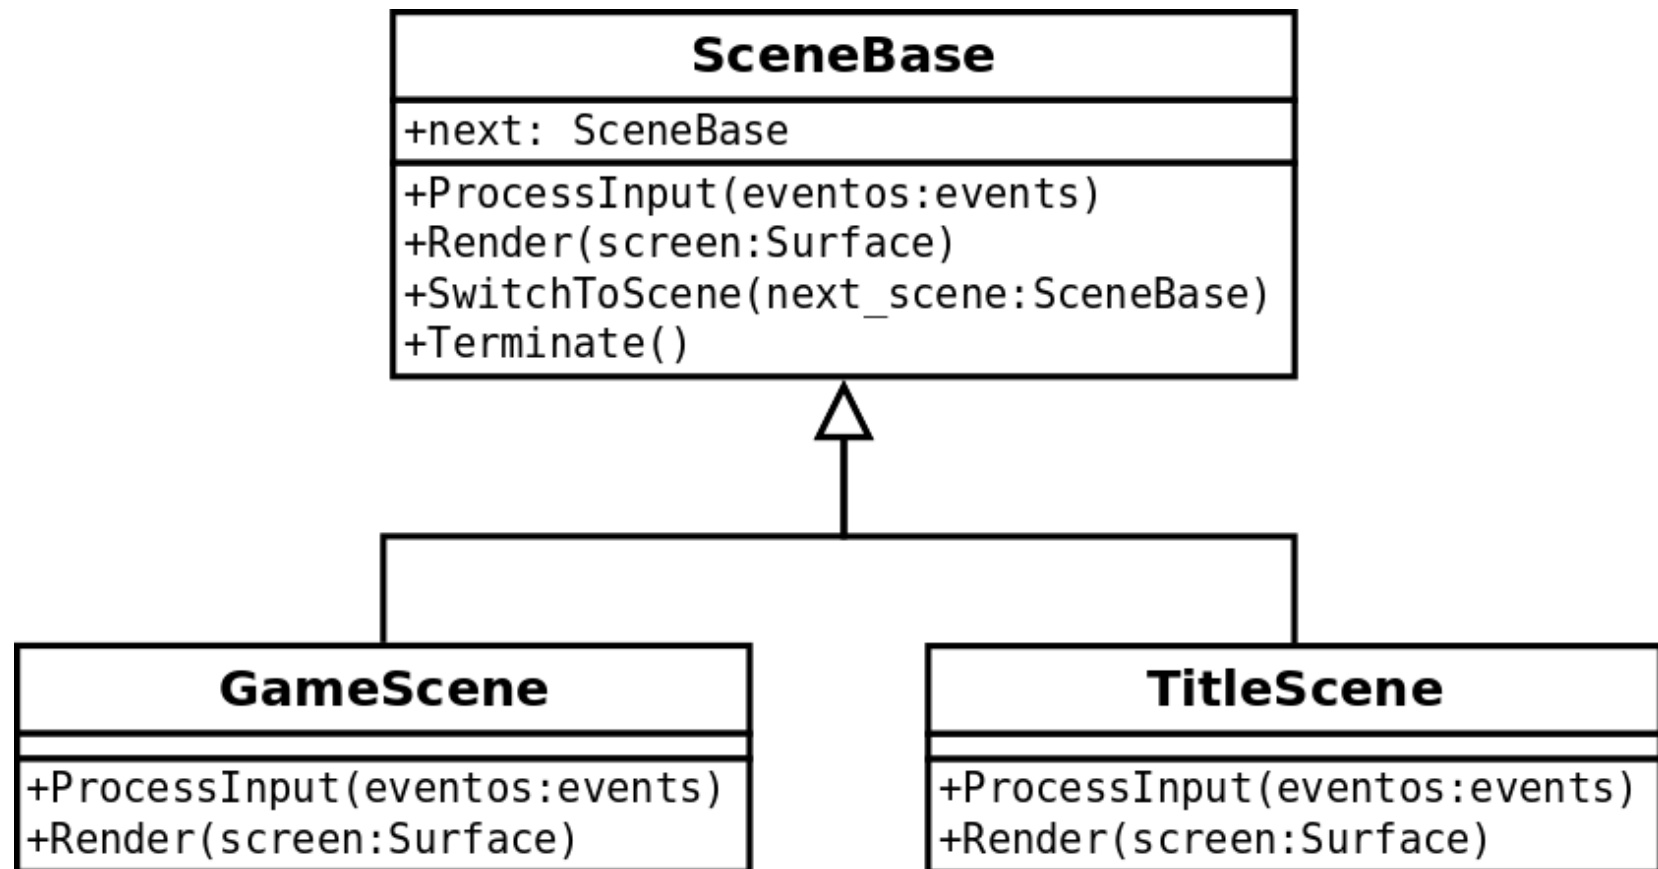 SceneBase
+next: SceneBase
+ProcessInput(eventos:events)
+Render(screen:Surface)
+SwitchToScene(next_scene:SceneBase)
+Terminate()
GameScene
+ProcessInput(eventos:events)
+Render(screen:Surface)
TitleScene
+ProcessInput(eventos:events)
+Render(screen:Surface)